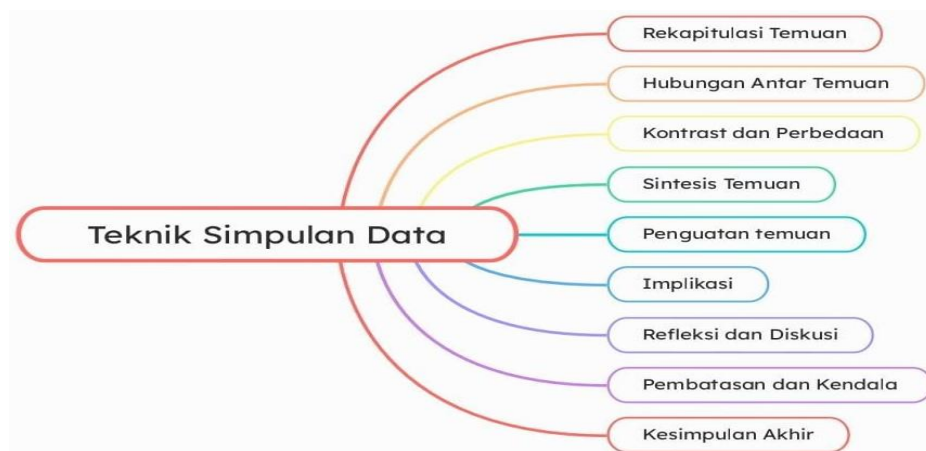 Teknik Simpulan Data
Rekapitulasi Temuan
Hubungan Antar Temuan
Kontrast dan Perbedaan
Sintesis Temuan
Penguatan temuan
Implikasi
Refleksi dan Diskusi
Pembatasan dan Kendala
Kesimpulan Akhir